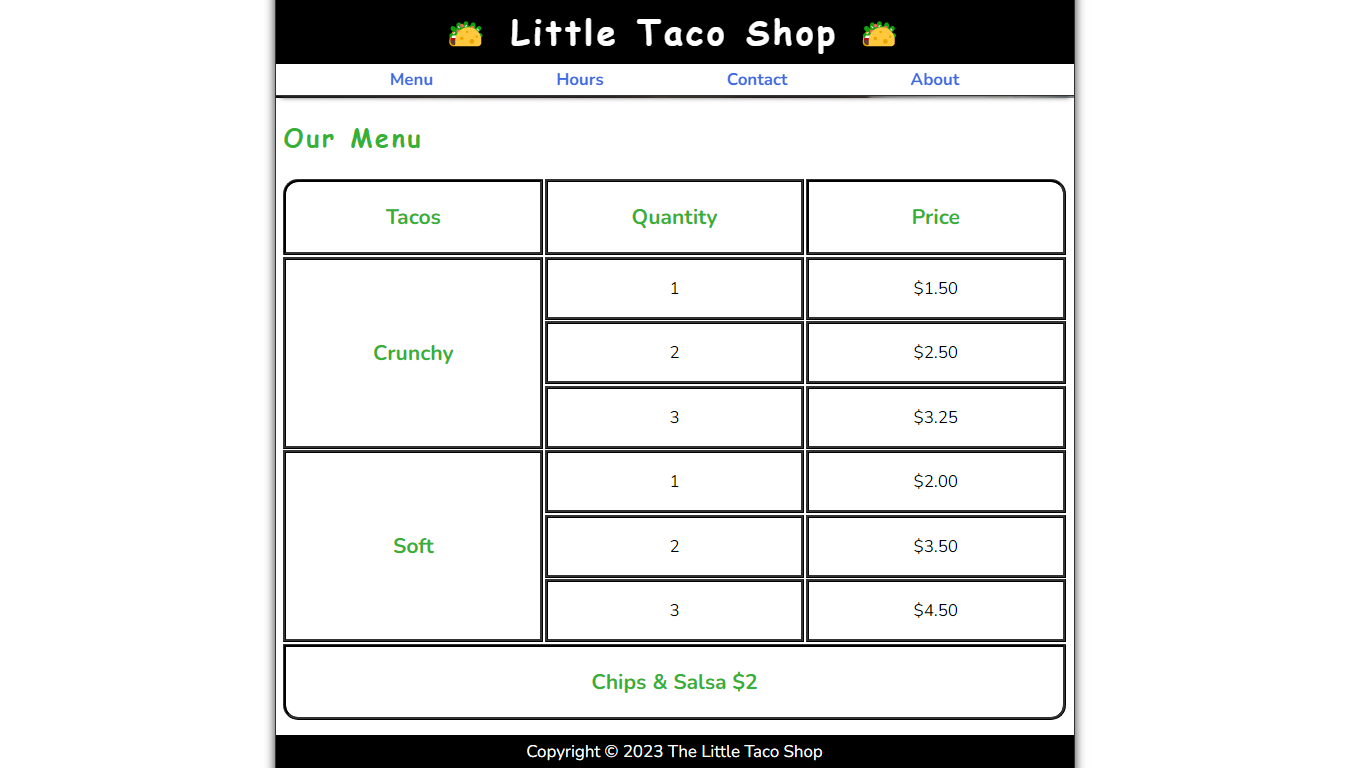 Little Taco Shop
Menu Hours Contact About
Our Menu
Tacos Quantity Price
Crunchy 1 $1.50
2 $2.50
3 $3.25
Soft 1 $2.00
2 $3.50
3 $4.50
Chips & Salsa $2
Copyright © 2023 The Little Taco Shop